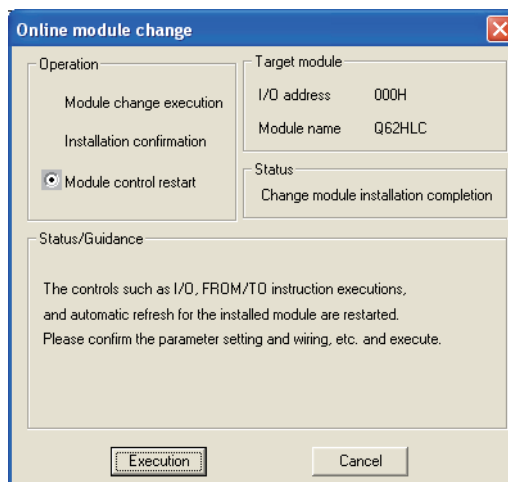 Online module change
Operation
Module change execution
Installation confirmation
Module control restart
Target module
I/O address 000H
Module name Q62HLC
Status
Change module installation completion
Status/Guidance
The controls such as I/O, FROM/TO instruction executions,
and automatic refresh for the installed module are restarted.
Please confirm the parameter setting and wiring, etc. and execute.
Execution
Cancel